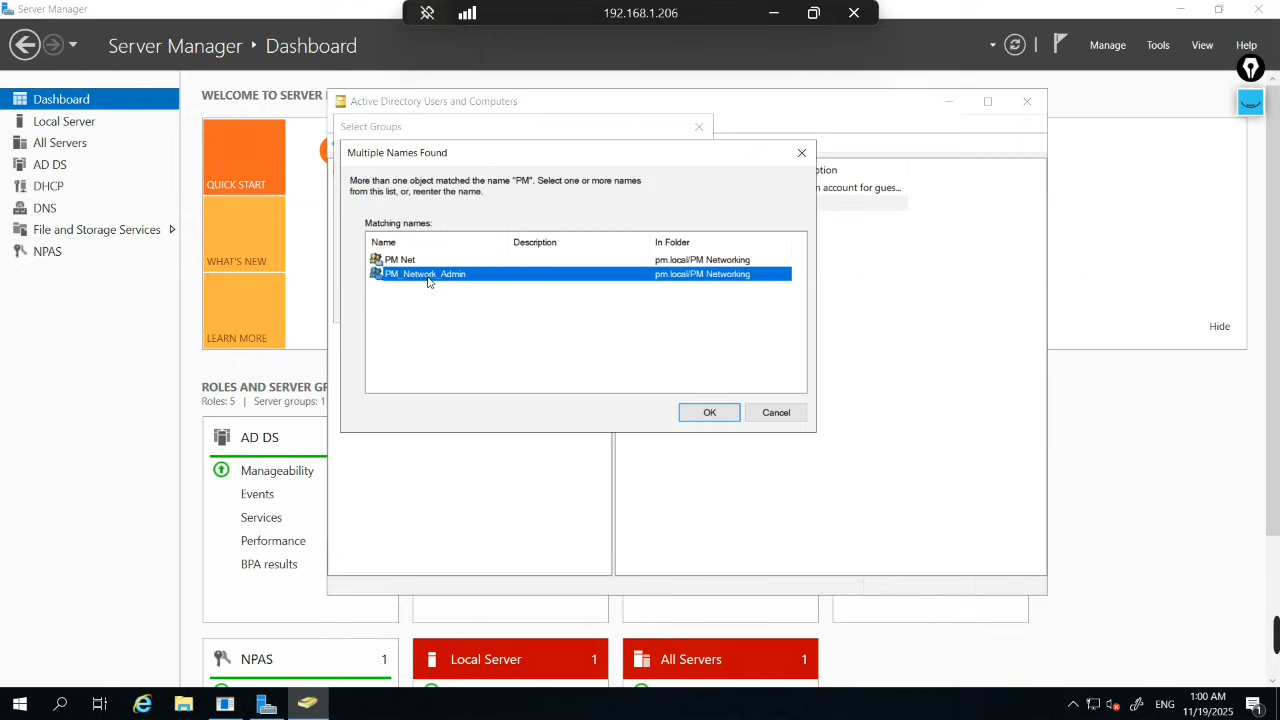 Server Manager
192.168.1.206
Server Manager
Dashboard
Manage
Tools
View
Help
Dashboard
Local Server
All Servers
AD DS
DHCP
DNS
File and Storage Services
NPAS
WELCOME TO SERVER
QUICK START
WHAT'S NEW
LEARN MORE
Hide
Active Directory Users and Computers
Select Groups
Multiple Names Found
More than one object matched the name "PM". Select one or more names
from this list, or, reenter the name.
Matching names:
Name Description In Folder
PM Net pm.local/PM Networking
PM_Network_Admin pm.local/PM Networking
OK
Cancel
ption
n account for gues...
ROLES AND SERVER GR
Roles: 5 | Server groups: 1
AD DS
Manageability
Events
Services
Performance
BPA results
NPAS 1
Local Server 1
All Servers 1
ENG
1:00 AM
11/19/2025
1